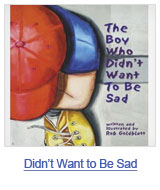 The
Boy
Who
Didn't
Want
To Be
Sad
written and
illustrated by
Rob Goldblatt
Didn't Want to Be Sad